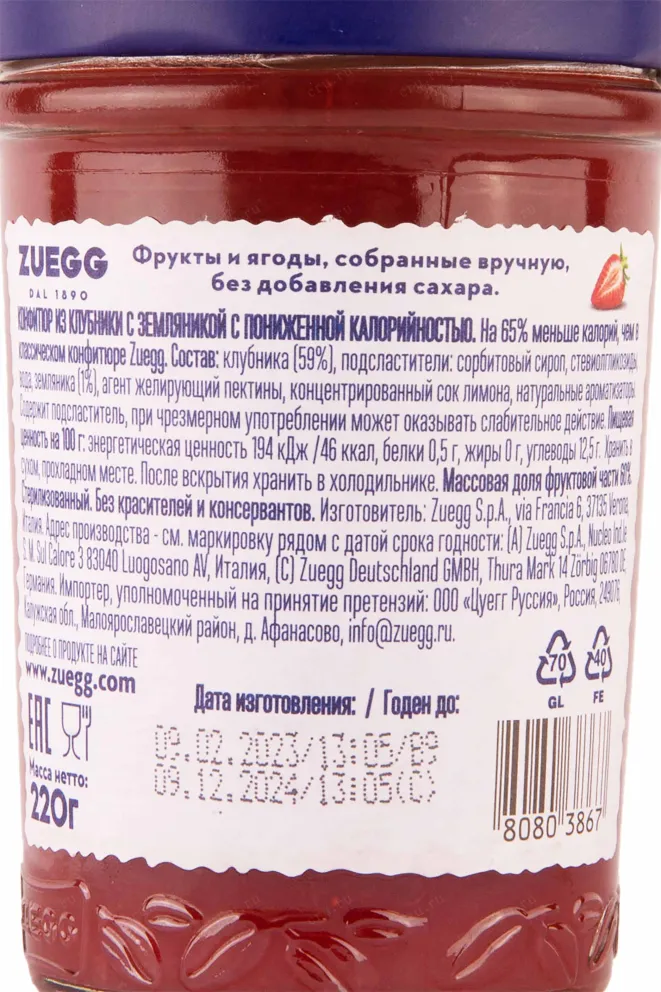 ZUEGG
DAL 1890
Фрукты и ягоды, собранные вручную,
без добавления сахара.
КОНФИТЮР ИЗ КЛУБНИКИ С ЗЕМЛЯНИКОЙ С ПОНИЖЕННОЙ КАЛОРИЙНОСТЬЮ. На 65% меньше калорий, чем в
классическом конфитюре Zuegg. Состав: клубника (59%), подсластители: сорбитовый сироп, стевиолгликозиды,
вода, земляника (1%), агент желирующий пектины, концентрированный сок лимона, натуральные ароматизаторы.
Содержит подсластитель, при чрезмерном употреблении может оказывать слабительное действие. Пищевая
ценность на 100 г: энергетическая ценность 194 кДж /46 ккал, белки 0,5 г, жиры 0 г, углеводы 12,5 г. Хранить в
сухом, прохладном месте. После вскрытия хранить в холодильнике. Массовая доля фруктовой части 60%.
Стерилизованный. Без красителей и консервантов. Изготовитель: Zuegg S.p.A., via Francia 6, 37135 Verona,
Италия. Адрес производства - см. маркировку рядом с датой срока годности: (A) Zuegg S.p.A., Nucleo Ind.le
S. M. Sul Calore 3 83040 Luogosano AV, Италия, (C) Zuegg Deutschland GMBH, Thura Mark 14 Zörbig 06780 DE,
Германия. Импортер, уполномоченный на принятие претензий: ООО «Цуегг Руссия», Россия, 249076,
Калужская обл., Малоярославецкий район, д. Афанасово, info@zuegg.ru.
ПОДРОБНЕЕ О ПРОДУКТЕ НА САЙТЕ
www.zuegg.com
70
GL
40
FE
Дата изготовления: / Годен до:
09.02.2023/13:05/B9
09.12.2024/13:05(C)
EAC
Масса нетто:
220г
8080 3867
ZUEGG